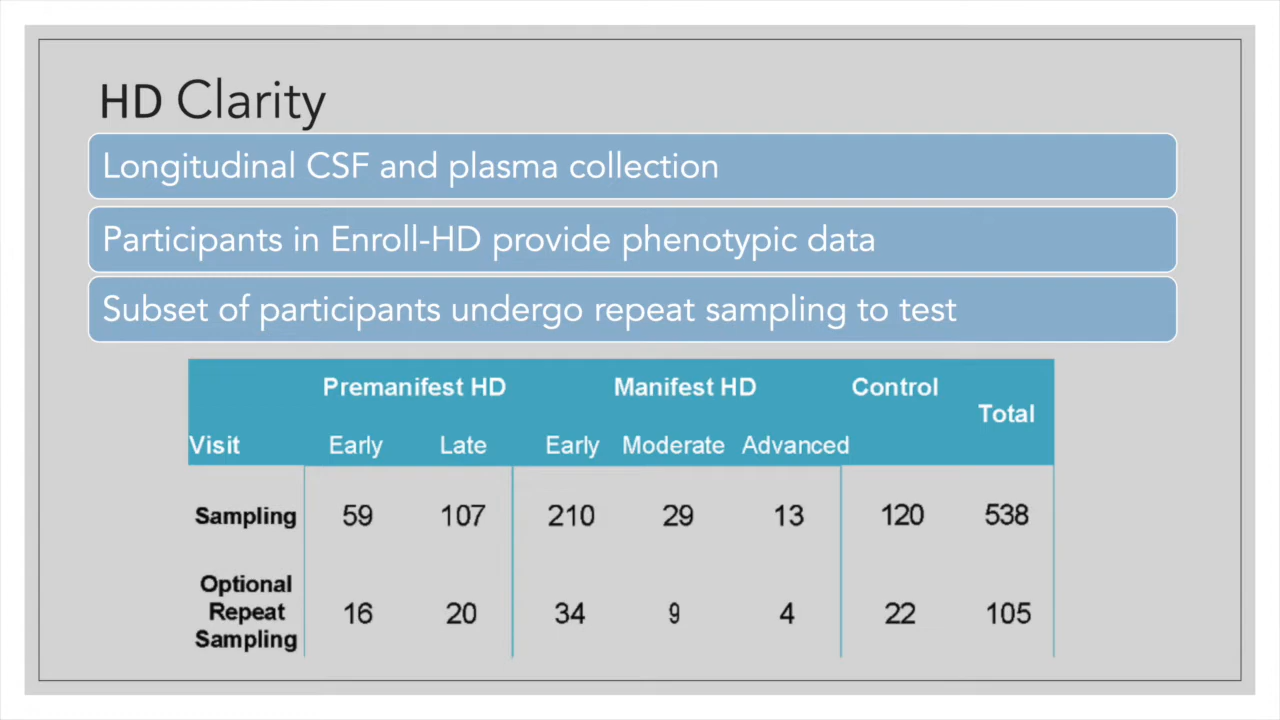 HD Clarity
Longitudinal CSF and plasma collection
Participants in Enroll-HD provide phenotypic data
Subset of participants undergo repeat sampling to test
Premanifest HD Manifest HD Control
Total
Visit Early Late Early Moderate Advanced
Sampling 59 107 210 29 13 120 538
Optional
Repeat 16 20 34 9 4 22 105
Sampling